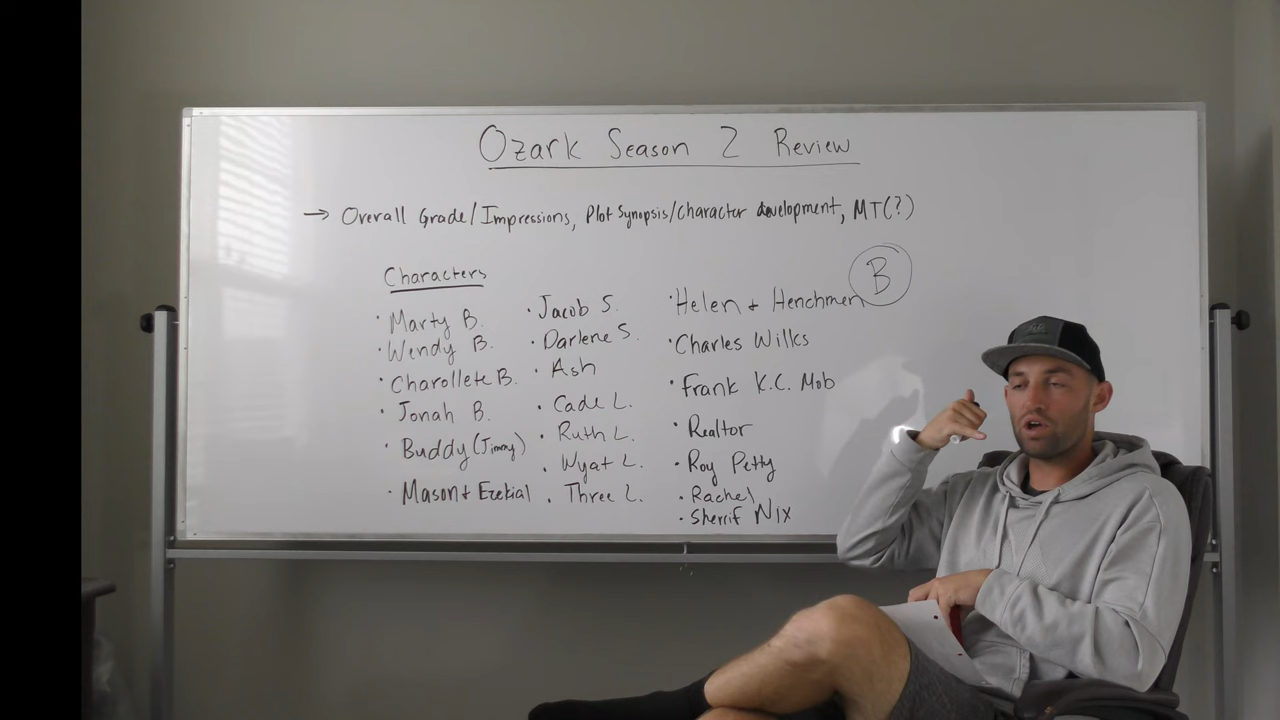 Ozark Season 2 Review
→ Overall Grade/Impressions, Plot Synopsis/Character development, MT(?)
B
Characters
· Marty B.
· Wendy B.
· Charollete B.
· Jonah B.
· Buddy (Jimmy)
· Mason + Ezekial
· Jacob S.
· Darlene S.
· Ash
· Cade L.
· Ruth L.
· Wyat L.
· Three L.
· Helen + Henchmen
· Charles Wilks
· Frank K.C. Mob
· Realtor
· Roy Petty
· Rachel
· Sherrif Nix